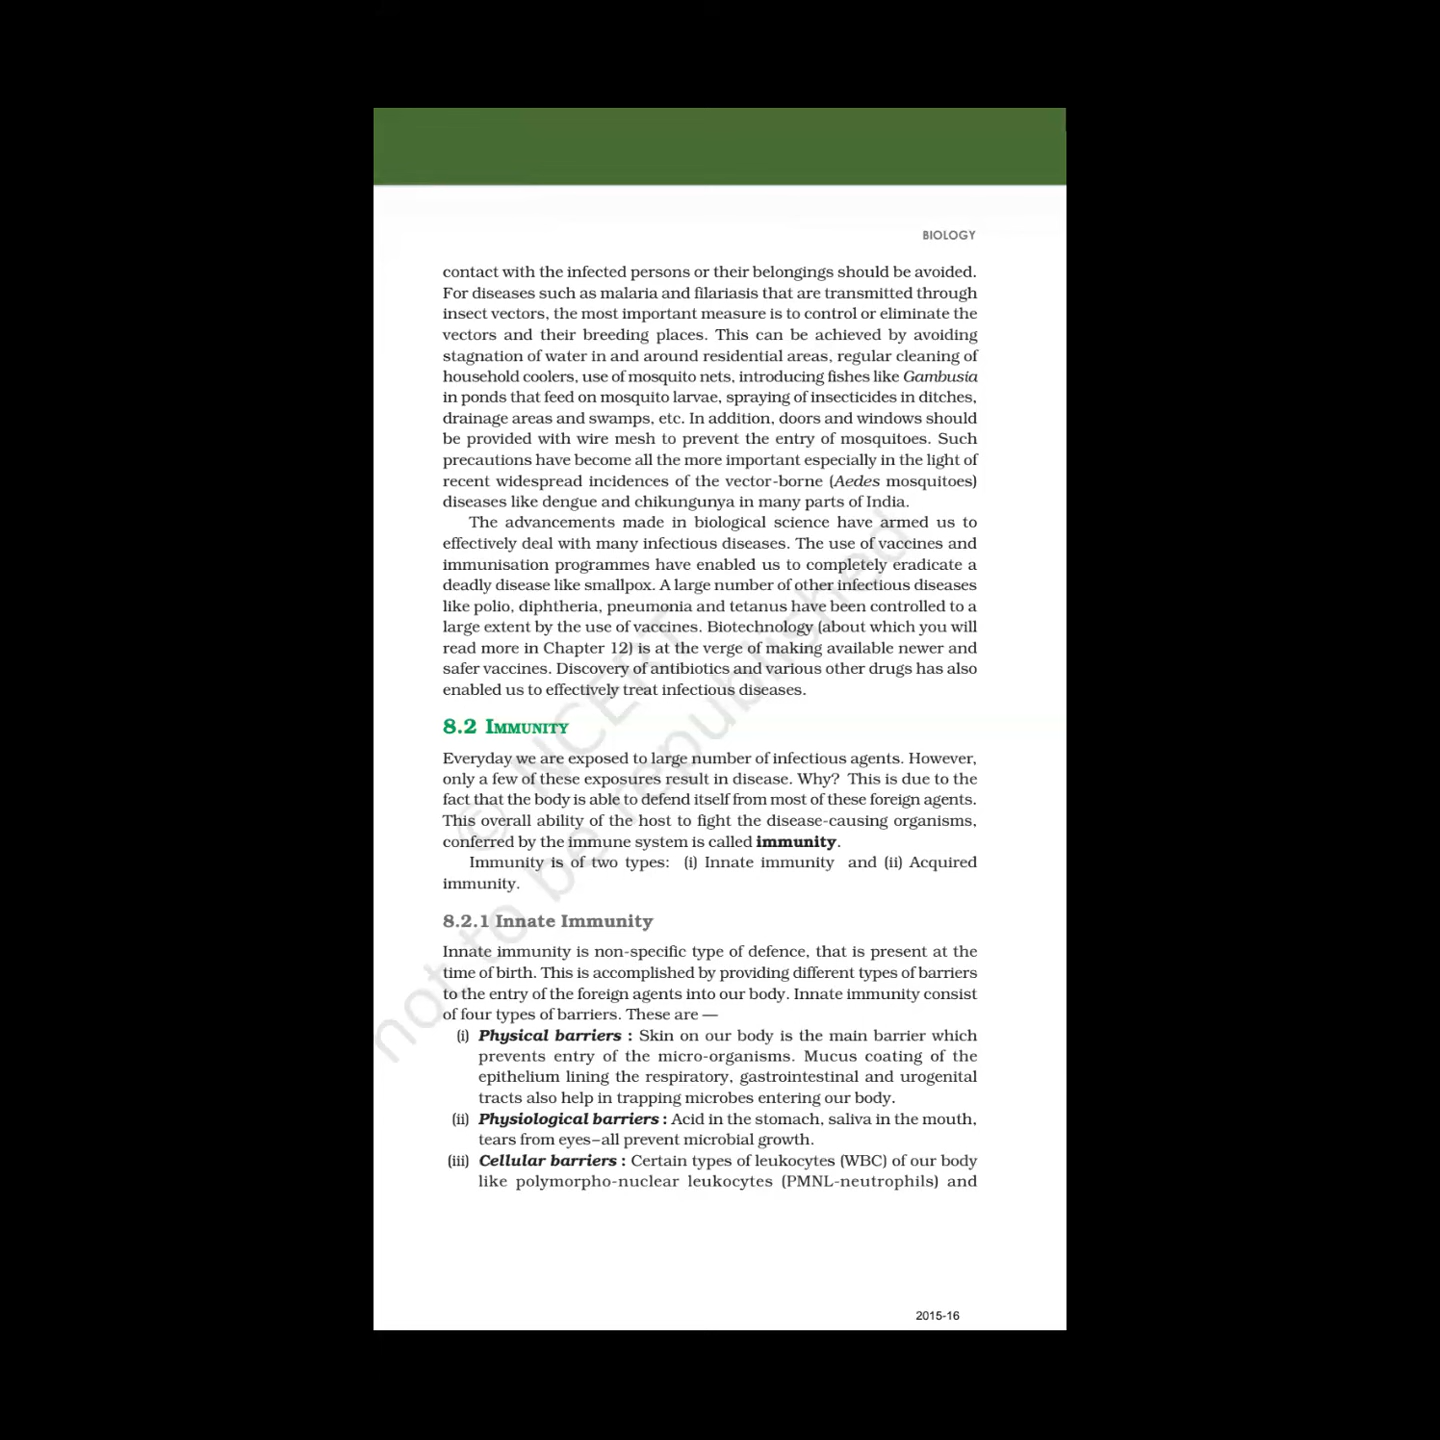 BIOLOGY
contact with the infected persons or their belongings should be avoided.
For diseases such as malaria and filariasis that are transmitted through
insect vectors, the most important measure is to control or eliminate the
vectors and their breeding places. This can be achieved by avoiding
stagnation of water in and around residential areas, regular cleaning of
household coolers, use of mosquito nets, introducing fishes like Gambusia
in ponds that feed on mosquito larvae, spraying of insecticides in ditches,
drainage areas and swamps, etc. In addition, doors and windows should
be provided with wire mesh to prevent the entry of mosquitoes. Such
precautions have become all the more important especially in the light of
recent widespread incidences of the vector-borne (Aedes mosquitoes)
diseases like dengue and chikungunya in many parts of India.
The advancements made in biological science have armed us to
effectively deal with many infectious diseases. The use of vaccines and
immunisation programmes have enabled us to completely eradicate a
deadly disease like smallpox. A large number of other infectious diseases
like polio, diphtheria, pneumonia and tetanus have been controlled to a
large extent by the use of vaccines. Biotechnology (about which you will
read more in Chapter 12) is at the verge of making available newer and
safer vaccines. Discovery of antibiotics and various other drugs has also
enabled us to effectively treat infectious diseases.
8.2 IMMUNITY
Everyday we are exposed to large number of infectious agents. However,
only a few of these exposures result in disease. Why? This is due to the
fact that the body is able to defend itself from most of these foreign agents.
This overall ability of the host to fight the disease-causing organisms,
conferred by the immune system is called immunity.
Immunity is of two types: (i) Innate immunity and (ii) Acquired
immunity.
8.2.1 Innate Immunity
Innate immunity is non-specific type of defence, that is present at the
time of birth. This is accomplished by providing different types of barriers
to the entry of the foreign agents into our body. Innate immunity consist
of four types of barriers. These are —
(i) Physical barriers : Skin on our body is the main barrier which
prevents entry of the micro-organisms. Mucus coating of the
epithelium lining the respiratory, gastrointestinal and urogenital
tracts also help in trapping microbes entering our body.
(ii) Physiological barriers : Acid in the stomach, saliva in the mouth,
tears from eyes–all prevent microbial growth.
(iii) Cellular barriers : Certain types of leukocytes (WBC) of our body
like polymorpho-nuclear leukocytes (PMNL-neutrophils) and
© NCERT
not to be republished
2015-16